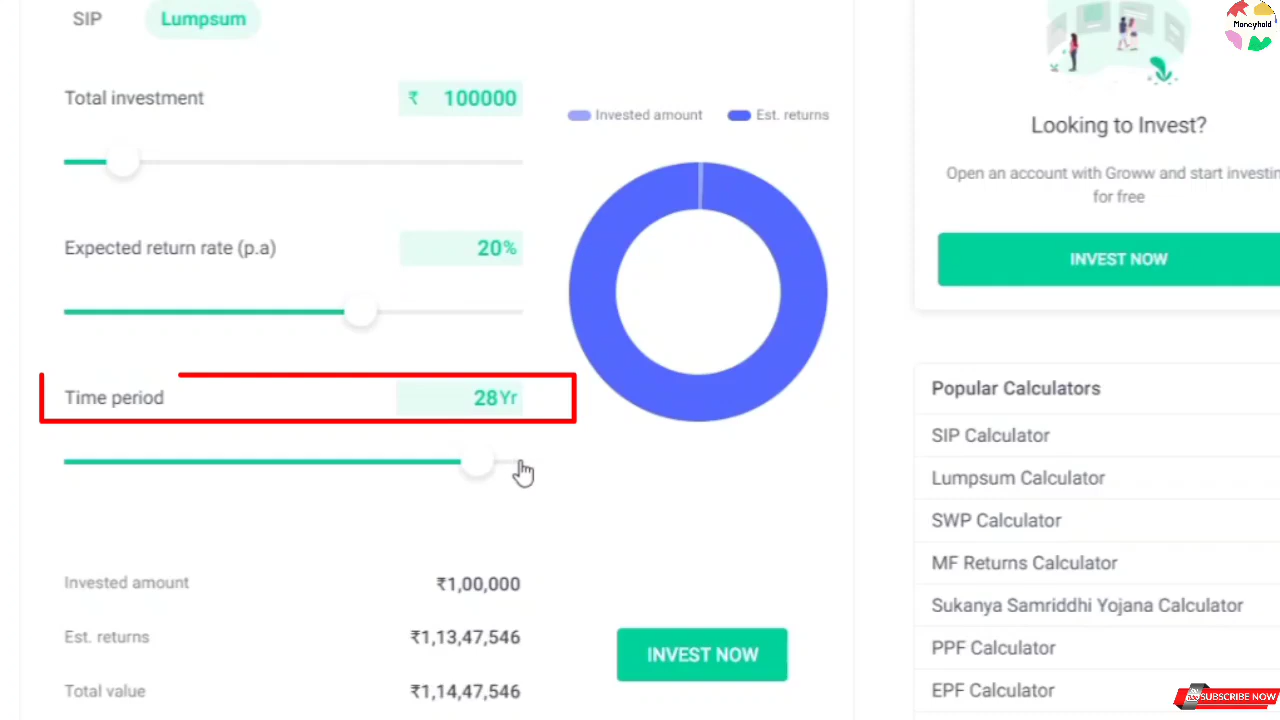 SIP Lumpsum
Moneyhold
Total investment ₹ 100000
Invested amount Est. returns
Looking to Invest?
Open an account with Groww and start investin
for free
Expected return rate (p.a) 20%
INVEST NOW
Time period 28Yr
Popular Calculators
SIP Calculator
Lumpsum Calculator
SWP Calculator
MF Returns Calculator
Sukanya Samriddhi Yojana Calculator
PPF Calculator
EPF Calculator
Invested amount ₹1,00,000
Est. returns ₹1,13,47,546
Total value ₹1,14,47,546
INVEST NOW
SUBSCRIBE NOW